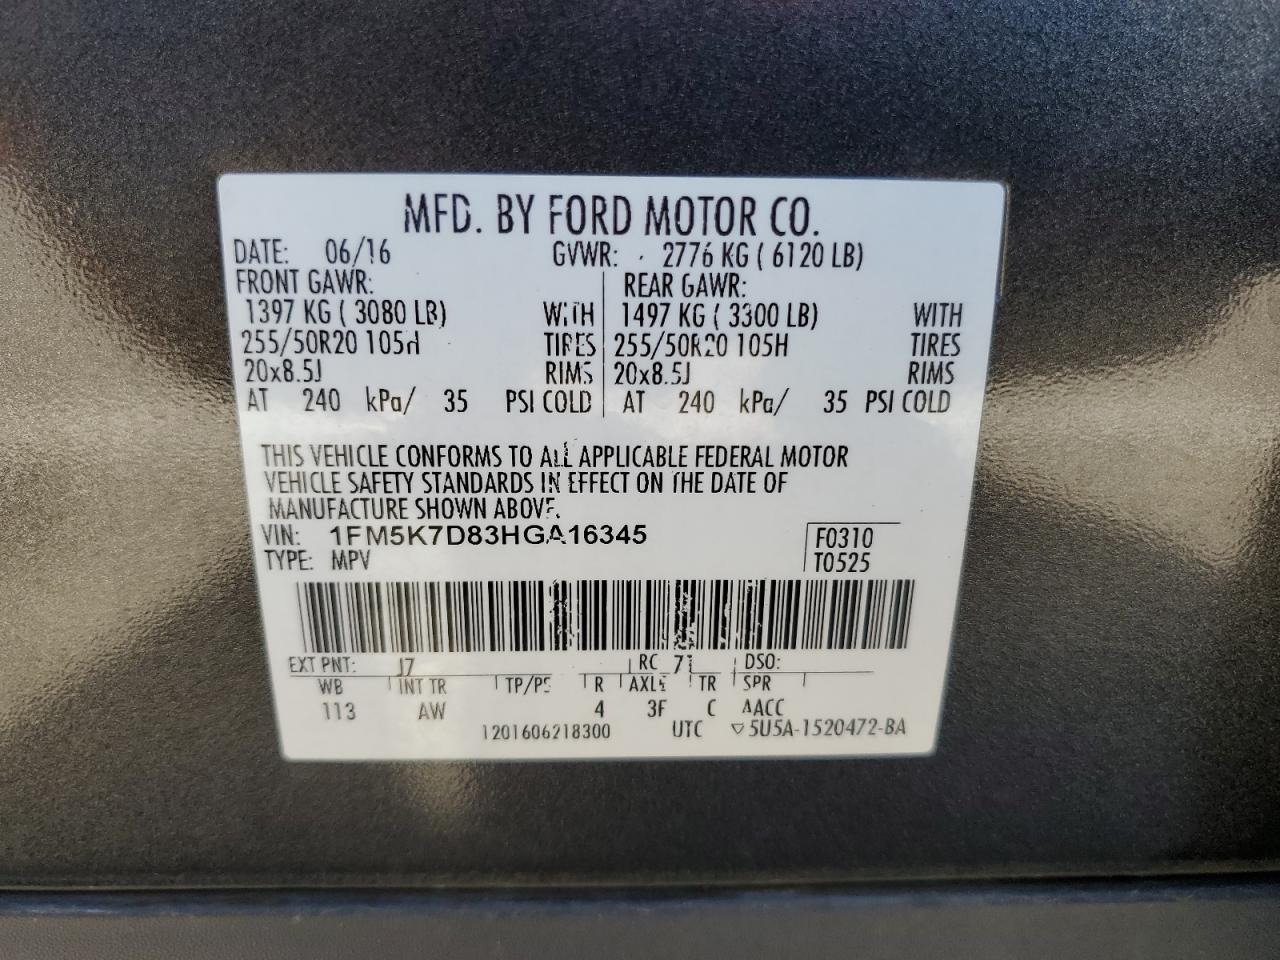 MFD. BY FORD MOTOR CO.
DATE: 06/16 GVWR: 2776 KG ( 6120 LB)
FRONT GAWR: REAR GAWR:
1397 KG ( 3080 LB) WITH 1497 KG ( 3300 LB) WITH
255/50R20 105H TIRES 255/50R20 105H TIRES
20x8.5J RIMS 20x8.5J RIMS
AT 240 kPa/ 35 PSI COLD AT 240 kPa/ 35 PSI COLD
THIS VEHICLE CONFORMS TO ALL APPLICABLE FEDERAL MOTOR
VEHICLE SAFETY STANDARDS IN EFFECT ON THE DATE OF
MANUFACTURE SHOWN ABOVE.
VIN: 1FM5K7D83HGA16345 F0310
TYPE: MPV T0525
EXT PNT: J7 RC 71 DSO:
WB INT TR TP/PS R AXLE TR SPR
113 AW 4 3F C AACC
1201606218300 UTC ▽5U5A-1520472-BA